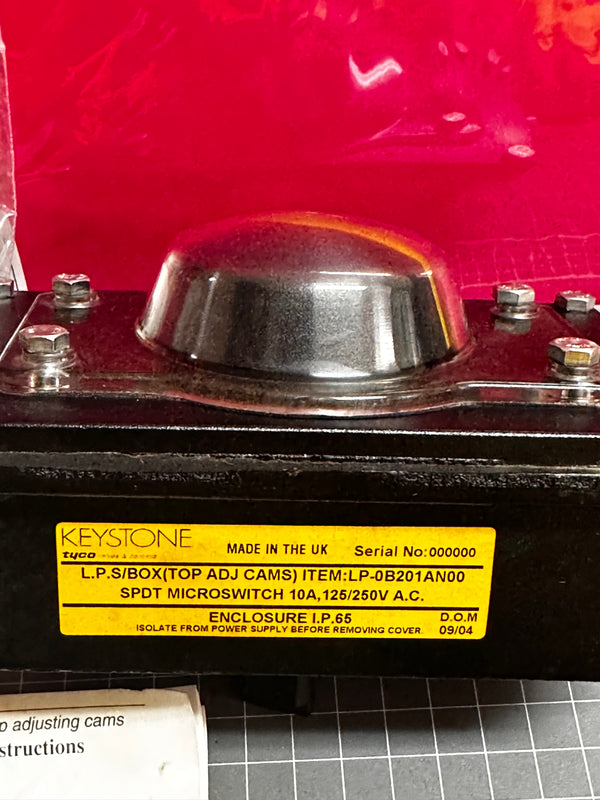 KEYSTONE
tyco
MADE IN THE UK
Serial No:000000
L.P.S/BOX(TOP ADJ CAMS) ITEM:LP-0B201AN00
SPDT MICROSWITCH 10A,125/250V A.C.
ENCLOSURE I.P.65
D.O.M
ISOLATE FROM POWER SUPPLY BEFORE REMOVING COVER
09/04
p adjusting cams
structions